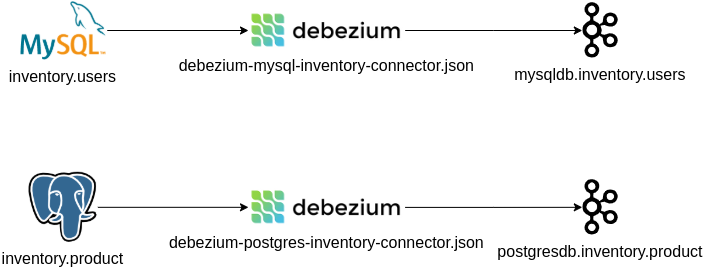 MySQL
debezium
inventory.users
debezium-mysql-inventory-connector.json
mysqldb.inventory.users
debezium
inventory.product
debezium-postgres-inventory-connector.json
postgresdb.inventory.product